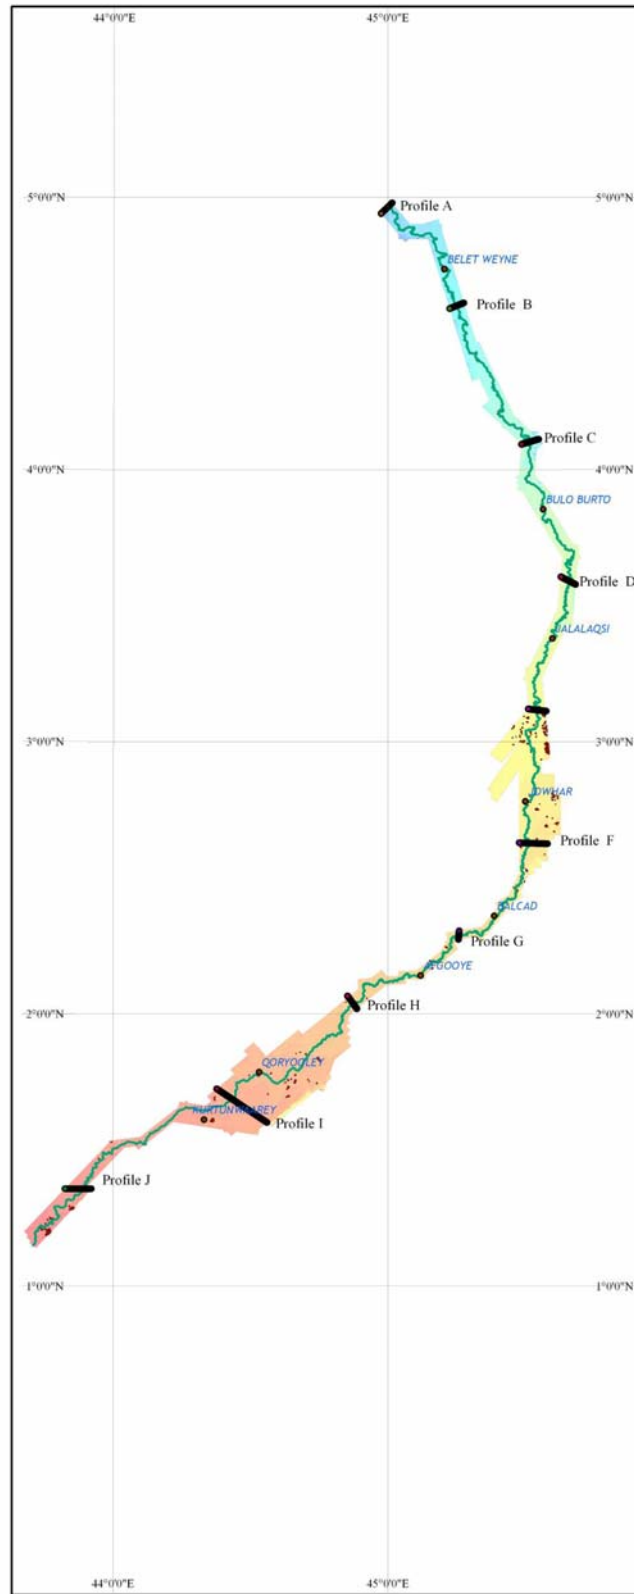 44°0'0"E 45°0'0"E
5°0'0"N 5°0'0"N
Profile A
BELET WEYNE
Profile B
Profile C
4°0'0"N 4°0'0"N
BULO BURTO
Profile D
JALALAQSI
3°0'0"N 3°0'0"N
JOWHAR
Profile F
BALCAD
Profile G
AFGOOYE
2°0'0"N 2°0'0"N
Profile H
QORYOOLEY
KURTUNWAAREY
Profile I
Profile J
1°0'0"N 1°0'0"N
44°0'0"E 45°0'0"E